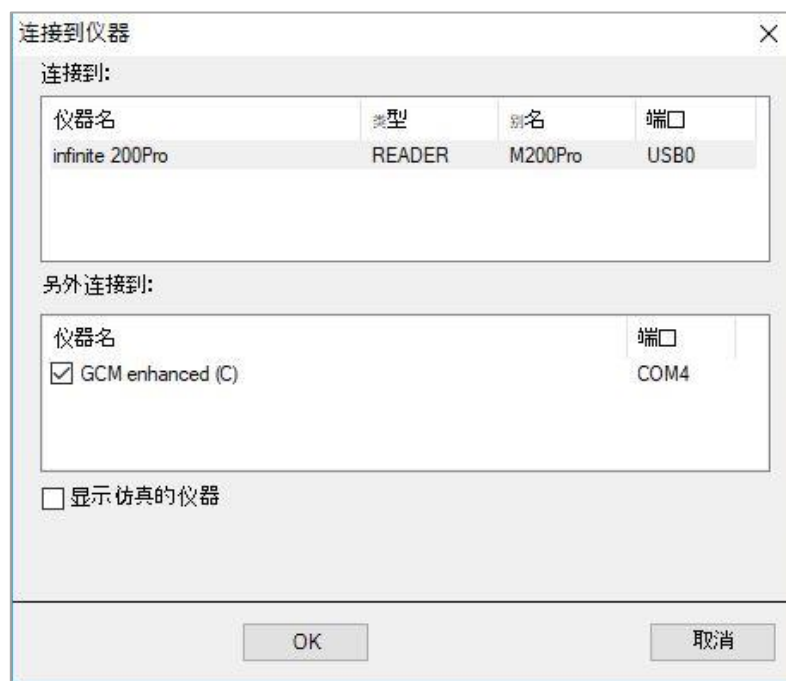 连接到仪器
连接到:
仪器名 类型 别名 端口
infinite 200Pro READER M200Pro USB0
另外连接到:
仪器名 端口
GCM enhanced (C) COM4
显示仿真的仪器
OK 取消